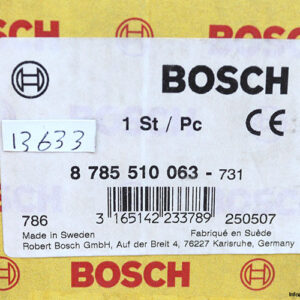 BOSCH
BOSCH
1 St / Pc
CE
13633
8 785 510 063 - 731
786
3 165142 233789
250507
Made in Sweden
Fabriqué en Suède
Robert Bosch GmbH, Auf der Breit 4, 76227 Karlsruhe, Germany
BOSCH